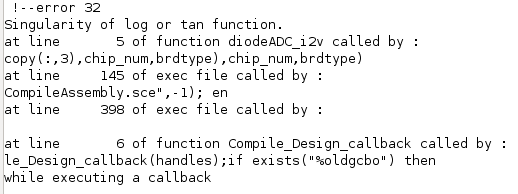 !--error 32
Singularity of log or tan function.
at line       5 of function diodeADC_i2v called by :
copy(:,3),chip_num,brdtype),chip_num,brdtype)
at line     145 of exec file called by :
CompileAssembly.sce",-1); en
at line     398 of exec file called by :
at line       6 of function Compile_Design_callback called by :
le_Design_callback(handles);if exists("%oldgcbo") then
while executing a callback